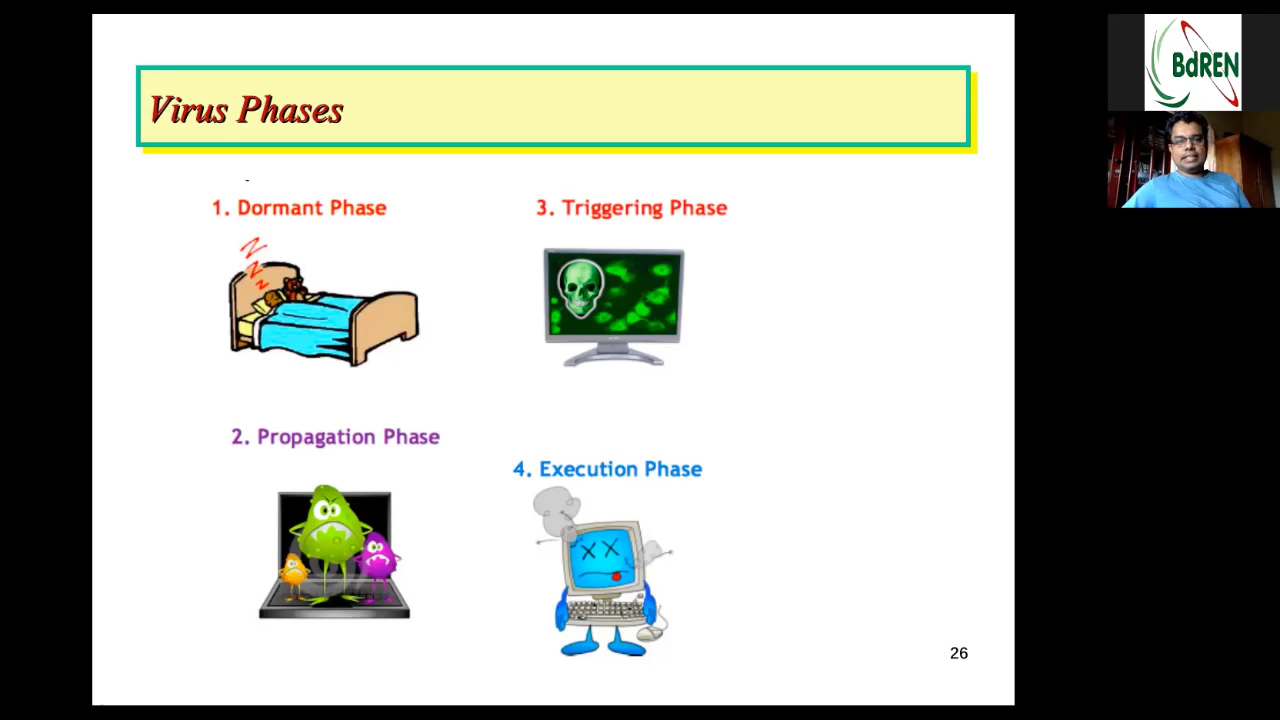 Virus Phases
1. Dormant Phase
3. Triggering Phase
2. Propagation Phase
4. Execution Phase
26
BdREN